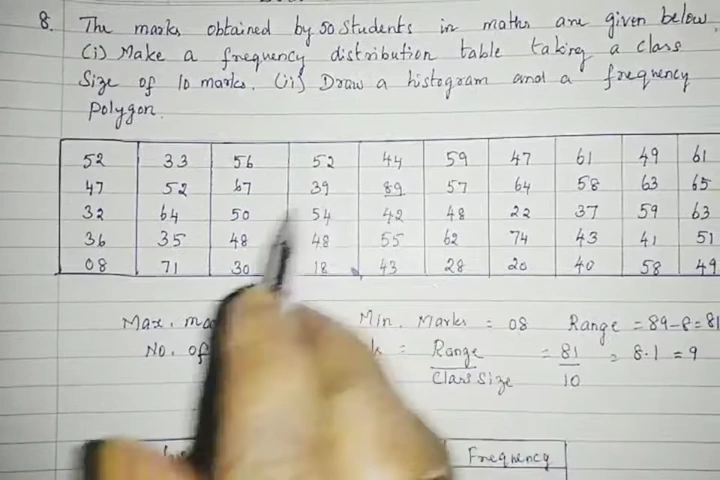 8. The marks obtained by 50 students in maths are given below.
(i) Make a frequency distribution table taking a class
size of 10 marks. (ii) Draw a histogram and a frequency
polygon.
52 33 56 52 44 59 47 61 49 61
47 52 67 39 89 57 64 58 63 65
32 64 50 54 42 48 22 37 59 63
36 35 48 48 55 62 74 43 41 51
08 71 30 18 43 28 20 40 58 49
Max. Min. Marks = 08 Range = 89-8=81
No. of = Range / Class Size = 81 / 10 = 8.1 = 9
Frequency